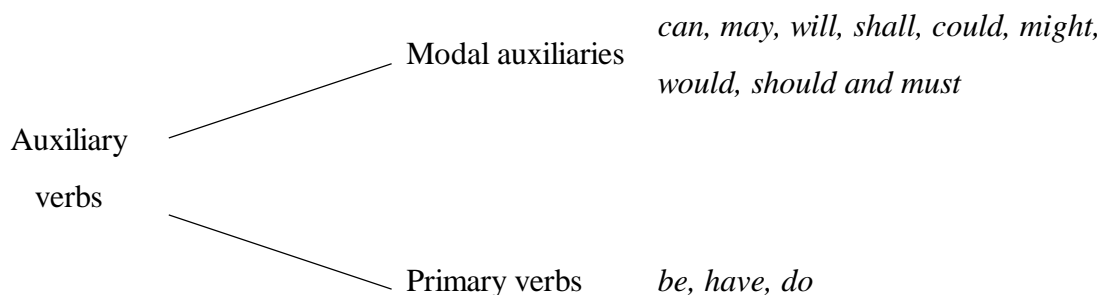 can, may, will, shall, could, might,
Modal auxiliaries
would, should and must
Auxiliary
verbs
Primary verbs be, have, do